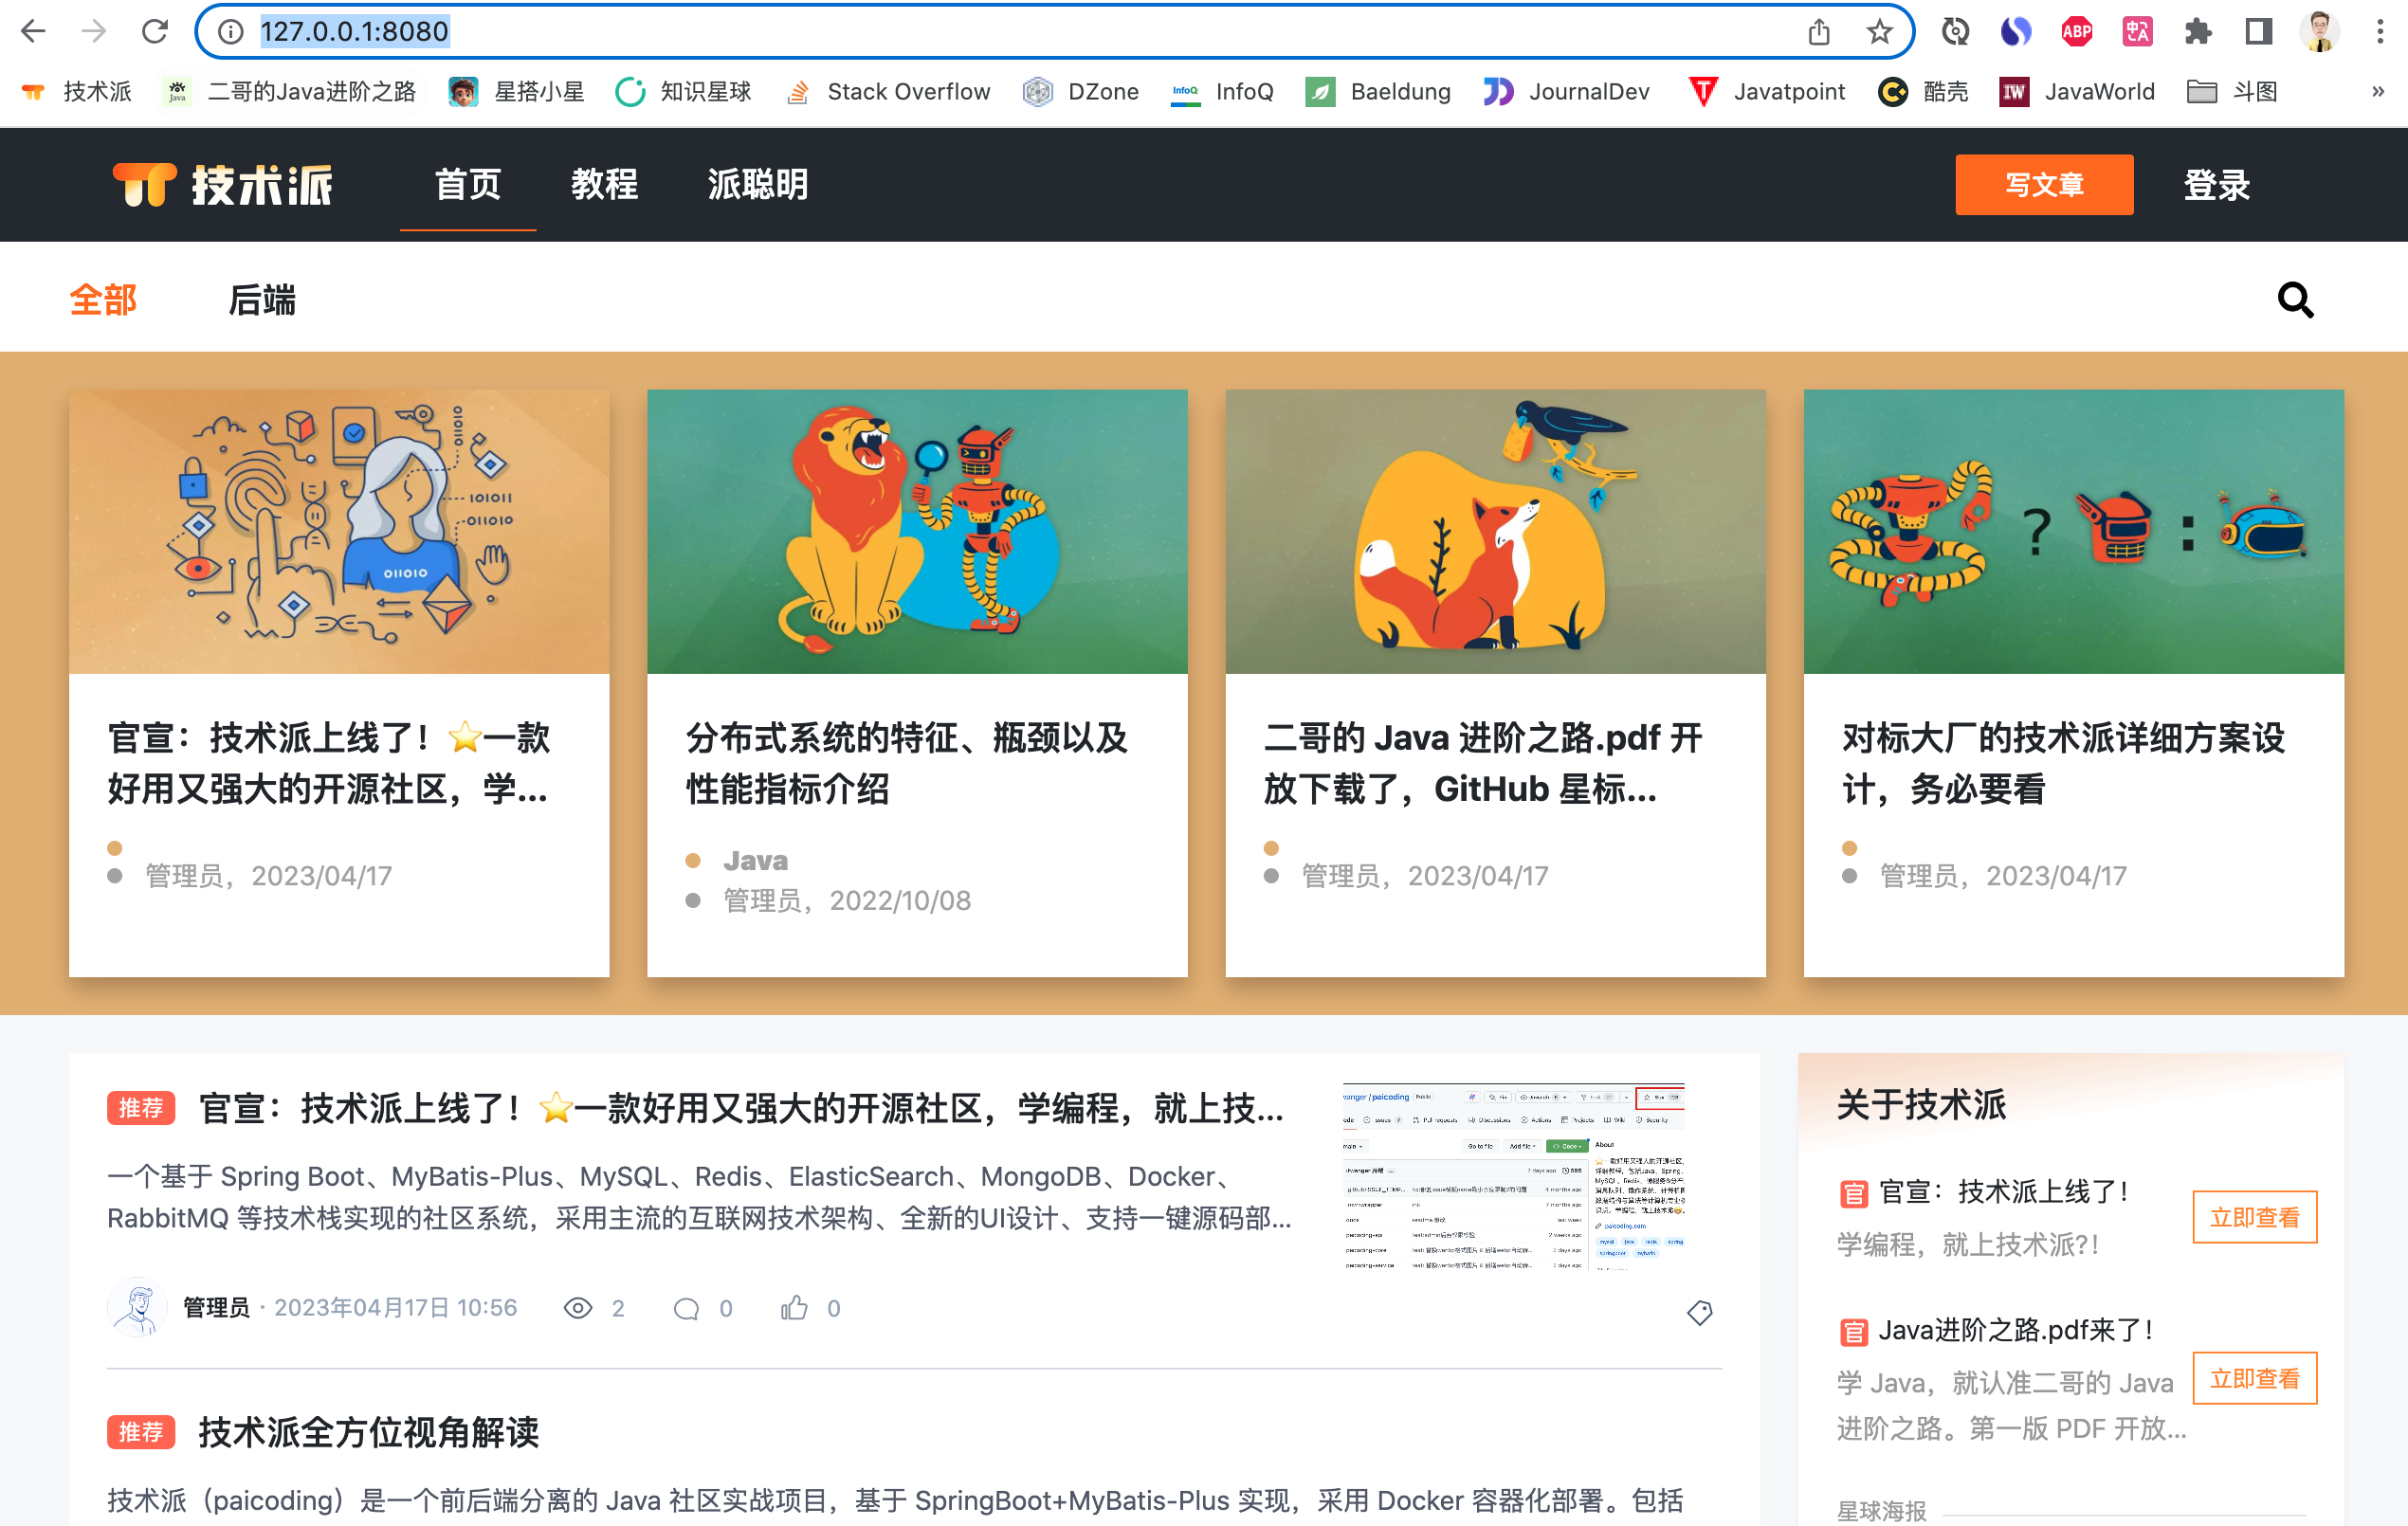 127.0.0.1:8080
技术派 二哥的Java进阶之路 星搭小星 知识星球 Stack Overflow DZone InfoQ Baeldung JournalDev Javatpoint 酷壳 JavaWorld 斗图 »
技术派 首页 教程 派聪明 写文章 登录
全部 后端
101011
011010
011010
? :
官宣：技术派上线了！⭐一款
好用又强大的开源社区，学...
管理员，2023/04/17
分布式系统的特征、瓶颈以及
性能指标介绍
Java
管理员，2022/10/08
二哥的 Java 进阶之路.pdf 开
放下载了，GitHub 星标...
管理员，2023/04/17
对标大厂的技术派详细方案设
计，务必要看
管理员，2023/04/17
推荐 官宣：技术派上线了！⭐一款好用又强大的开源社区，学编程，就上技...
一个基于 Spring Boot、MyBatis-Plus、MySQL、Redis、ElasticSearch、MongoDB、Docker、
RabbitMQ 等技术栈实现的社区系统，采用主流的互联网技术架构、全新的UI设计、支持一键源码部...
管理员 · 2023年04月17日 10:56 2 0 0
推荐 技术派全方位视角解读
技术派（paicoding）是一个前后端分离的 Java 社区实战项目，基于 SpringBoot+MyBatis-Plus 实现，采用 Docker 容器化部署。包括
关于技术派
官 官宣：技术派上线了！
学编程，就上技术派?！
立即查看
官 Java进阶之路.pdf来了！
学 Java，就认准二哥的 Java
进阶之路。第一版 PDF 开放...
立即查看
星球海报